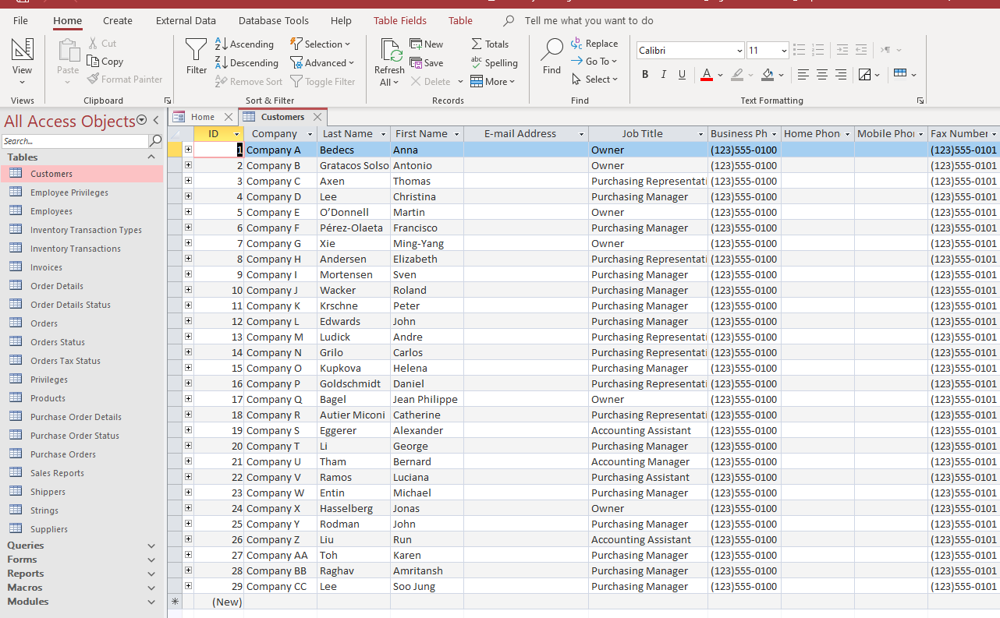 File Home Create External Data Database Tools Help Table Fields Table Tell me what you want to do
View
Views
Paste
Cut
Copy
Format Painter
Clipboard
Filter
Ascending
Descending
Remove Sort
Selection
Advanced
Toggle Filter
Sort & Filter
Refresh
All
New
Save
Delete
Totals
Spelling
More
Records
Find
Replace
Go To
Select
Find
Calibri 11
B I U A
Text Formatting
All Access Objects
Search...
Tables
Customers
Employee Privileges
Employees
Inventory Transaction Types
Inventory Transactions
Invoices
Order Details
Order Details Status
Orders
Orders Status
Orders Tax Status
Privileges
Products
Purchase Order Details
Purchase Order Status
Purchase Orders
Sales Reports
Shippers
Strings
Suppliers
Queries
Forms
Reports
Macros
Modules
Home Customers
ID Company Last Name First Name E-mail Address Job Title Business Ph Home Phon Mobile Pho Fax Number
1 Company A Bedecs Anna Owner (123)555-0100 (123)555-0101
2 Company B Gratacos Solso Antonio Owner (123)555-0100 (123)555-0101
3 Company C Axen Thomas Purchasing Representati (123)555-0100 (123)555-0101
4 Company D Lee Christina Purchasing Manager (123)555-0100 (123)555-0101
5 Company E O’Donnell Martin Owner (123)555-0100 (123)555-0101
6 Company F Pérez-Olaeta Francisco Purchasing Manager (123)555-0100 (123)555-0101
7 Company G Xie Ming-Yang Owner (123)555-0100 (123)555-0101
8 Company H Andersen Elizabeth Purchasing Representati (123)555-0100 (123)555-0101
9 Company I Mortensen Sven Purchasing Manager (123)555-0100 (123)555-0101
10 Company J Wacker Roland Purchasing Manager (123)555-0100 (123)555-0101
11 Company K Krschne Peter Purchasing Manager (123)555-0100 (123)555-0101
12 Company L Edwards John Purchasing Manager (123)555-0100 (123)555-0101
13 Company M Ludick Andre Purchasing Representati (123)555-0100 (123)555-0101
14 Company N Grilo Carlos Purchasing Representati (123)555-0100 (123)555-0101
15 Company O Kupkova Helena Purchasing Manager (123)555-0100 (123)555-0101
16 Company P Goldschmidt Daniel Purchasing Representati (123)555-0100 (123)555-0101
17 Company Q Bagel Jean Philippe Owner (123)555-0100 (123)555-0101
18 Company R Autier Miconi Catherine Purchasing Representati (123)555-0100 (123)555-0101
19 Company S Eggerer Alexander Accounting Assistant (123)555-0100 (123)555-0101
20 Company T Li George Purchasing Manager (123)555-0100 (123)555-0101
21 Company U Tham Bernard Accounting Manager (123)555-0100 (123)555-0101
22 Company V Ramos Luciana Purchasing Assistant (123)555-0100 (123)555-0101
23 Company W Entin Michael Purchasing Manager (123)555-0100 (123)555-0101
24 Company X Hasselberg Jonas Owner (123)555-0100 (123)555-0101
25 Company Y Rodman John Purchasing Manager (123)555-0100 (123)555-0101
26 Company Z Liu Run Accounting Assistant (123)555-0100 (123)555-0101
27 Company AA Toh Karen Purchasing Manager (123)555-0100 (123)555-0101
28 Company BB Raghav Amritansh Purchasing Manager (123)555-0100 (123)555-0101
29 Company CC Lee Soo Jung Purchasing Manager (123)555-0100 (123)555-0101
(New)